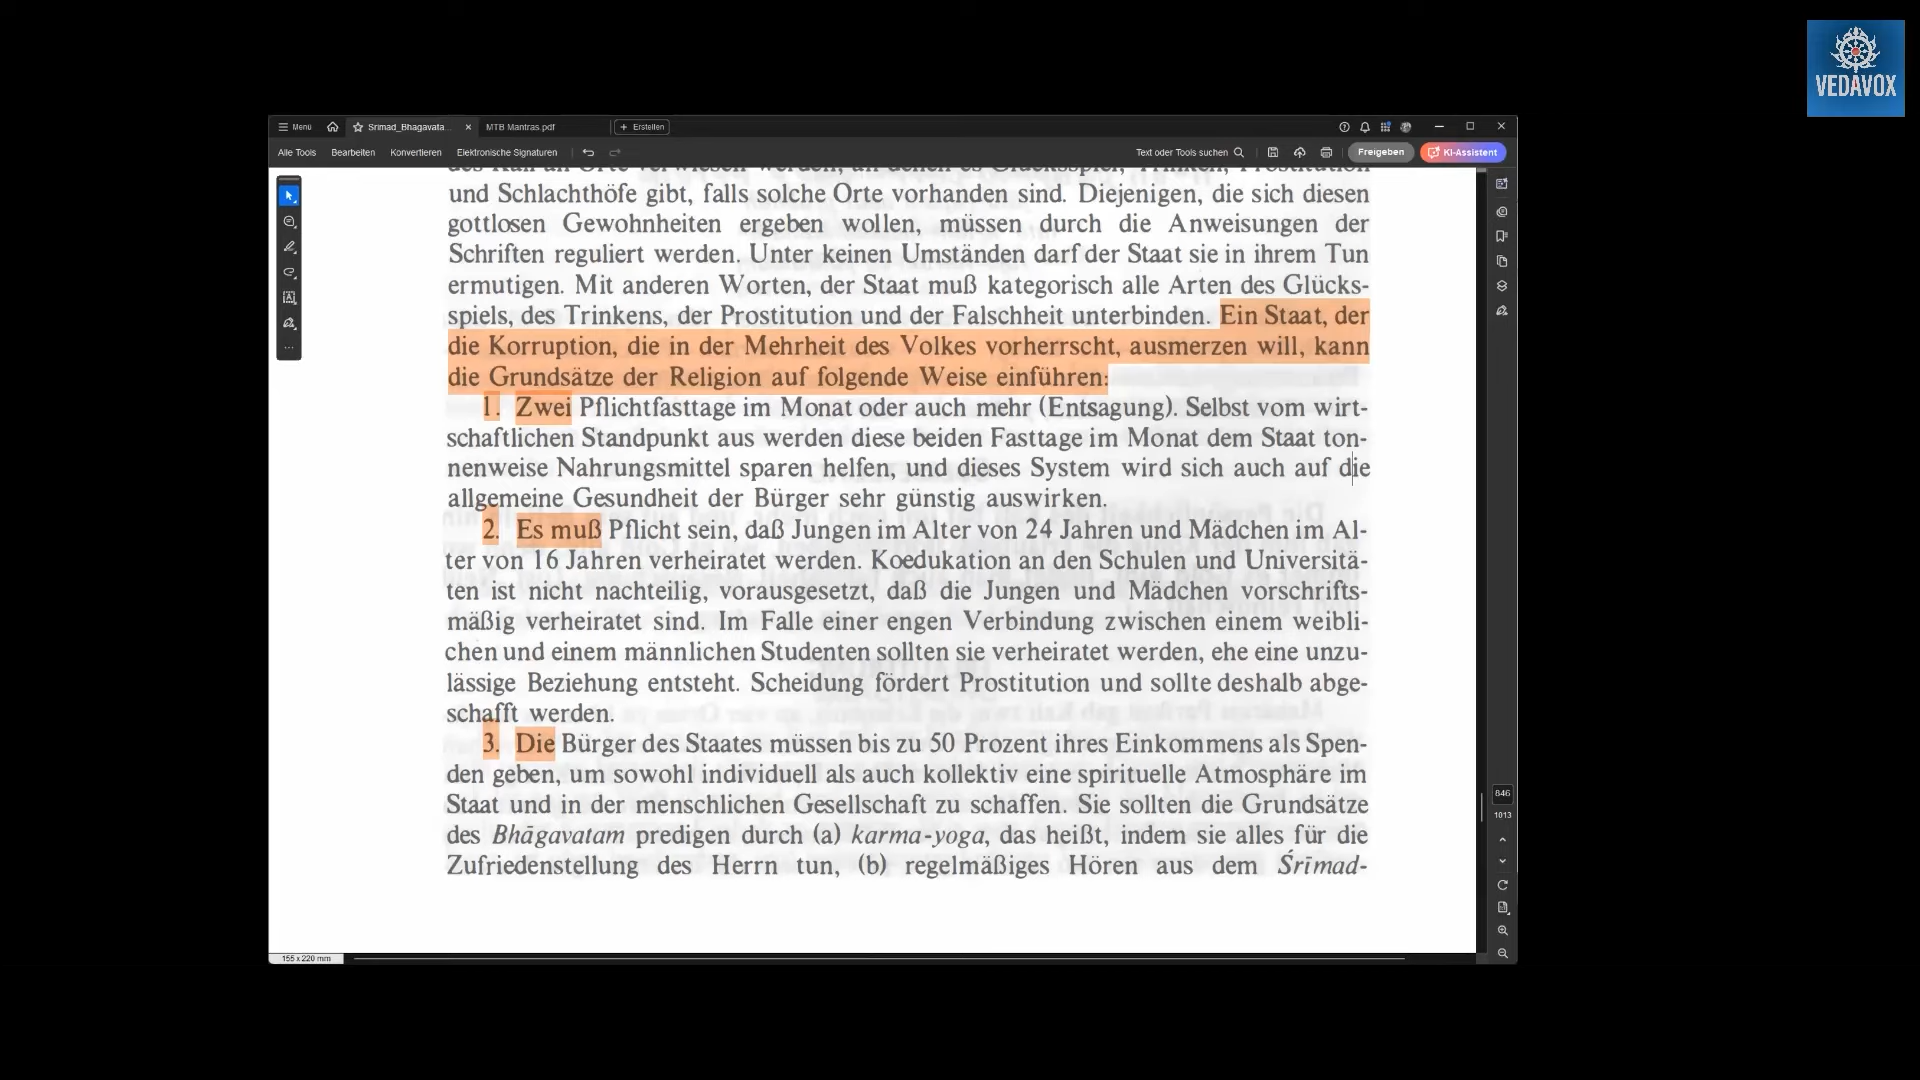 VEDAVOX
Menü
Srimad_Bhagavata...
MTB Mantras.pdf
Erstellen
Alle Tools
Bearbeiten
Konvertieren
Elektronische Signaturen
Text oder Tools suchen
Freigeben
KI-Assistent
des Kali an Orte
und Schlachthöfe gibt, falls solche Orte vorhanden sind. Diejenigen, die sich diesen
gottlosen Gewohnheiten ergeben wollen, müssen durch die Anweisungen der
Schriften reguliert werden. Unter keinen Umständen darf der Staat sie in ihrem Tun
ermutigen. Mit anderen Worten, der Staat muß kategorisch alle Arten des Glücks-
spiels, des Trinkens, der Prostitution und der Falschheit unterbinden. Ein Staat, der
die Korruption, die in der Mehrheit des Volkes vorherrscht, ausmerzen will, kann
die Grundsätze der Religion auf folgende Weise einführen:
1. Zwei Pflichtfasttage im Monat oder auch mehr (Entsagung). Selbst vom wirt-
schaftlichen Standpunkt aus werden diese beiden Fasttage im Monat dem Staat ton-
nenweise Nahrungsmittel sparen helfen, und dieses System wird sich auch auf die
allgemeine Gesundheit der Bürger sehr günstig auswirken.
2. Es muß Pflicht sein, daß Jungen im Alter von 24 Jahren und Mädchen im Al-
ter von 16 Jahren verheiratet werden. Koedukation an den Schulen und Universitä-
ten ist nicht nachteilig, vorausgesetzt, daß die Jungen und Mädchen vorschrifts-
mäßig verheiratet sind. Im Falle einer engen Verbindung zwischen einem weibli-
chen und einem männlichen Studenten sollten sie verheiratet werden, ehe eine unzu-
lässige Beziehung entsteht. Scheidung fördert Prostitution und sollte deshalb abge-
schafft werden.
3. Die Bürger des Staates müssen bis zu 50 Prozent ihres Einkommens als Spen-
den geben, um sowohl individuell als auch kollektiv eine spirituelle Atmosphäre im
Staat und in der menschlichen Gesellschaft zu schaffen. Sie sollten die Grundsätze
des Bhāgavatam predigen durch (a) karma-yoga, das heißt, indem sie alles für die
Zufriedenstellung des Herrn tun, (b) regelmäßiges Hören aus dem Śrīmad-
846
1013
155 x 220 mm